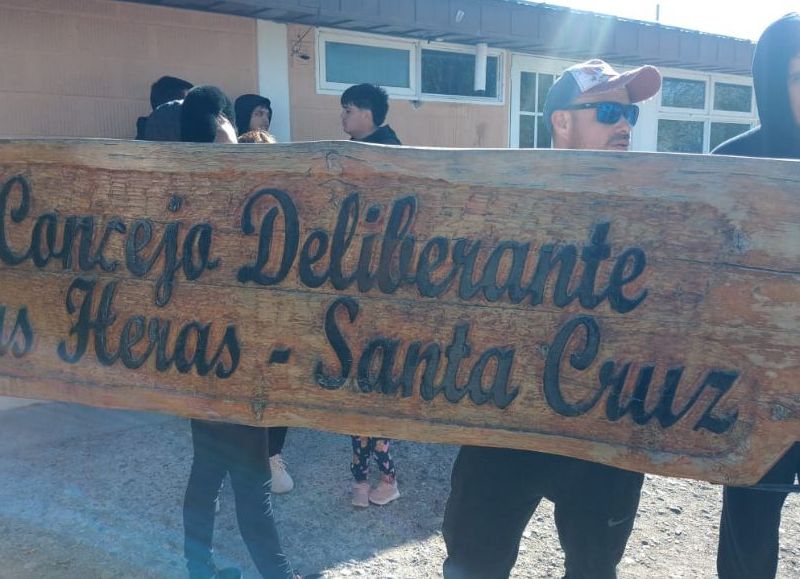 Concejo Deliberante
Heras - Santa Cruz